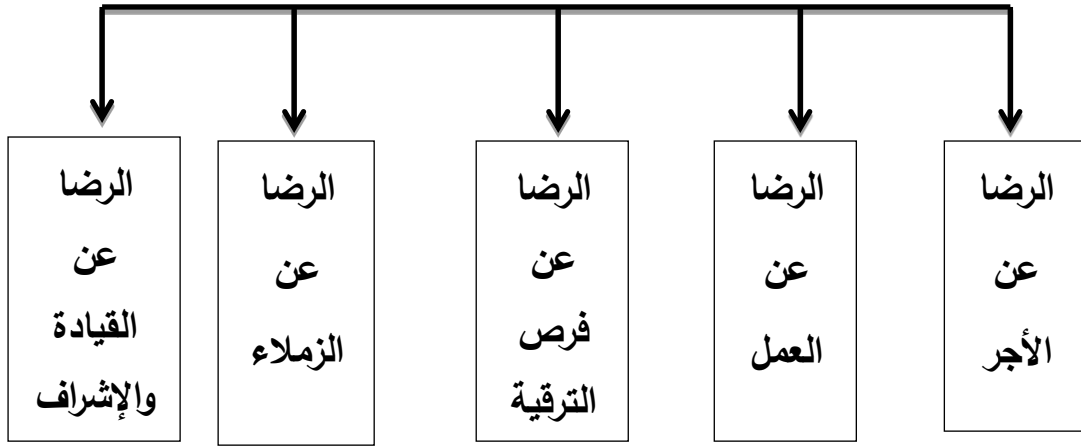 الرضا
عن
الأجر
الرضا
عن
العمل
الرضا
عن
فرص
الترقية
الرضا
عن
الزملاء
الرضا
عن
القيادة
والإشراف